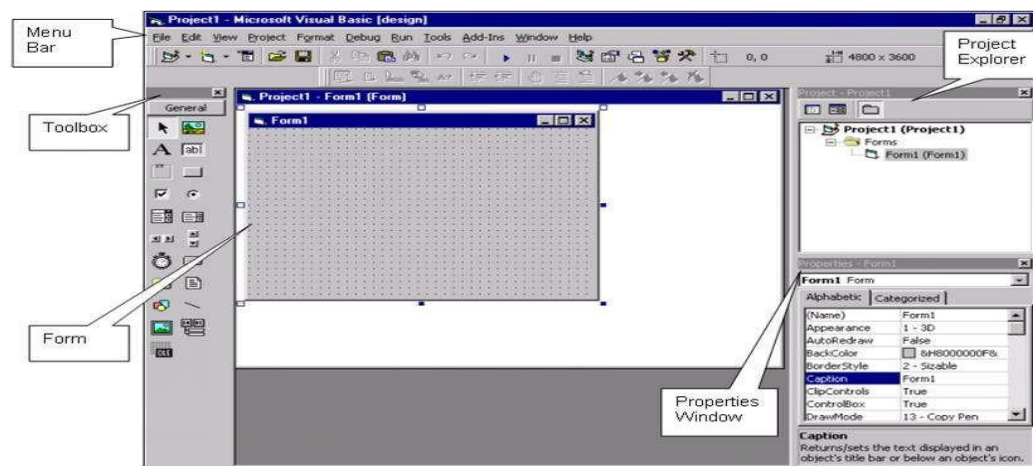 Project1 - Microsoft Visual Basic [design]
File Edit View Project Format Debug Run Tools Add-Ins Window Help
0, 0
4800 x 3600
Menu
Bar
Toolbox
Form
General
A
ab
Project1 - Form1 (Form)
Form1
Project
Explorer
Project - Project1
Project1 (Project1)
Forms
Form1 (Form1)
Properties
Window
Properties - Form1
Form1 Form
Alphabetic Categorized
(Name) Form1
Appearance 1 - 3D
AutoRedraw False
BackColor &H8000000F&
BorderStyle 2 - Sizable
Caption Form1
ClipControls True
ControlBox True
DrawMode 13 - Copy Pen
Caption
Returns/sets the text displayed in an
object's title bar or below an object's icon.